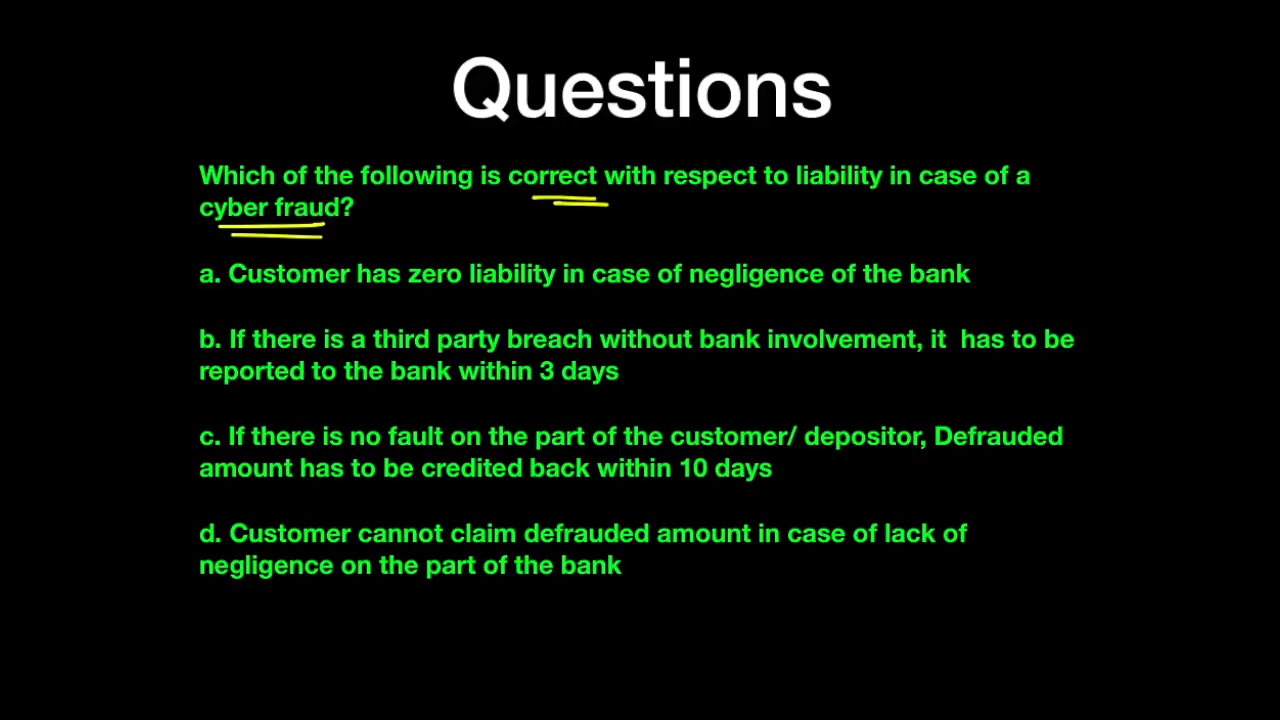 Questions
Which of the following is correct with respect to liability in case of a
cyber fraud?
a. Customer has zero liability in case of negligence of the bank
b. If there is a third party breach without bank involvement, it  has to be
reported to the bank within 3 days
c. If there is no fault on the part of the customer/ depositor, Defrauded
amount has to be credited back within 10 days
d. Customer cannot claim defrauded amount in case of lack of
negligence on the part of the bank